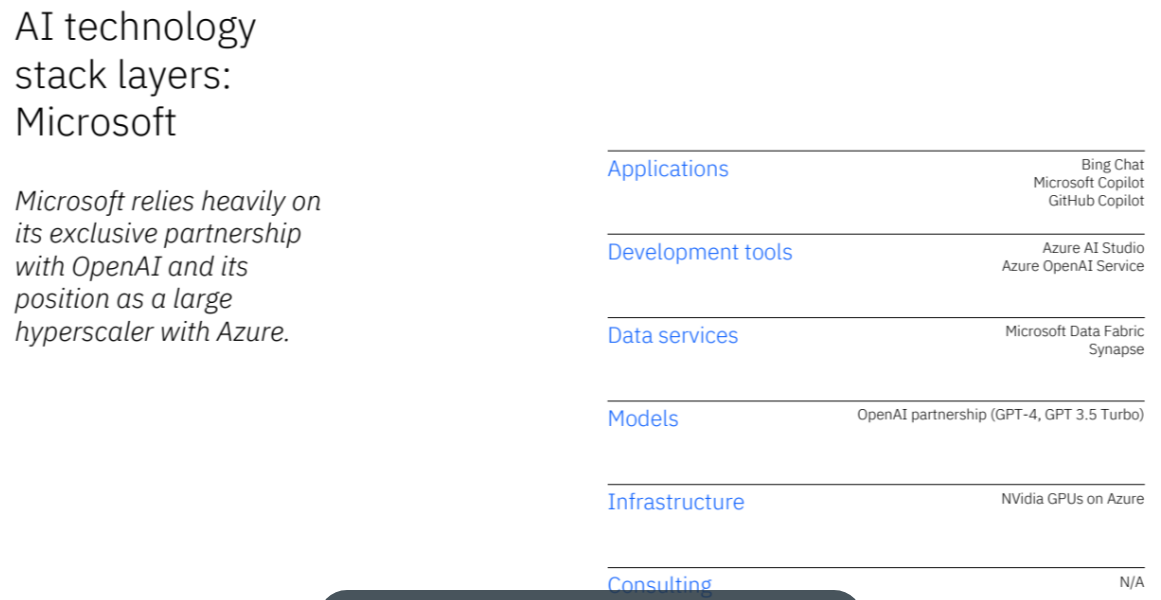 AI technology
stack layers:
Microsoft
Microsoft relies heavily on
its exclusive partnership
with OpenAI and its
position as a large
hyperscaler with Azure.
Applications
Bing Chat
Microsoft Copilot
GitHub Copilot
Development tools
Azure AI Studio
Azure OpenAI Service
Data services
Microsoft Data Fabric
Synapse
Models
OpenAI partnership (GPT-4, GPT 3.5 Turbo)
Infrastructure
NVidia GPUs on Azure
Consulting
N/A